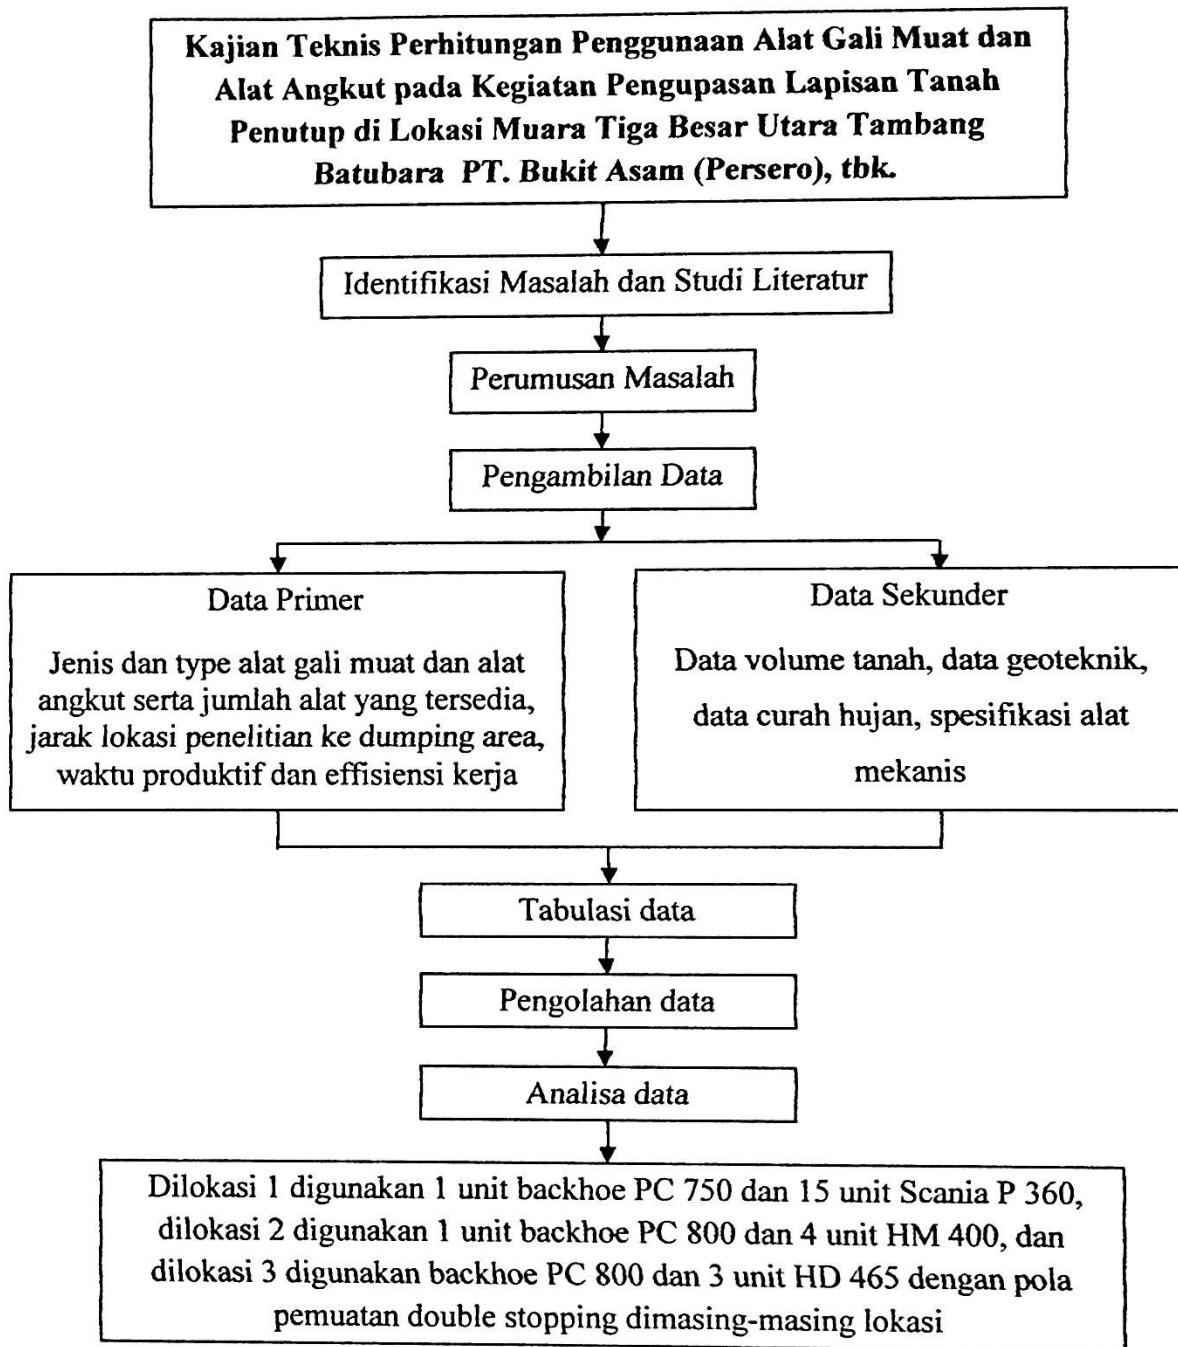 Kajian Teknis Perhitungan Penggunaan Alat Gali Muat dan
Alat Angkut pada Kegiatan Pengupasan Lapisan Tanah
Penutup di Lokasi Muara Tiga Besar Utara Tambang
Batubara PT. Bukit Asam (Persero), tbk.
Identifikasi Masalah dan Studi Literatur
Perumusan Masalah
Pengambilan Data
Data Primer
Jenis dan type alat gali muat dan alat
angkut serta jumlah alat yang tersedia,
jarak lokasi penelitian ke dumping area,
waktu produktif dan effisiensi kerja
Data Sekunder
Data volume tanah, data geoteknik,
data curah hujan, spesifikasi alat
mekanis
Tabulasi data
Pengolahan data
Analisa data
Dilokasi 1 digunakan 1 unit backhoe PC 750 dan 15 unit Scania P 360,
dilokasi 2 digunakan 1 unit backhoe PC 800 dan 4 unit HM 400, dan
dilokasi 3 digunakan backhoe PC 800 dan 3 unit HD 465 dengan pola
pemuatan double stopping dimasing-masing lokasi